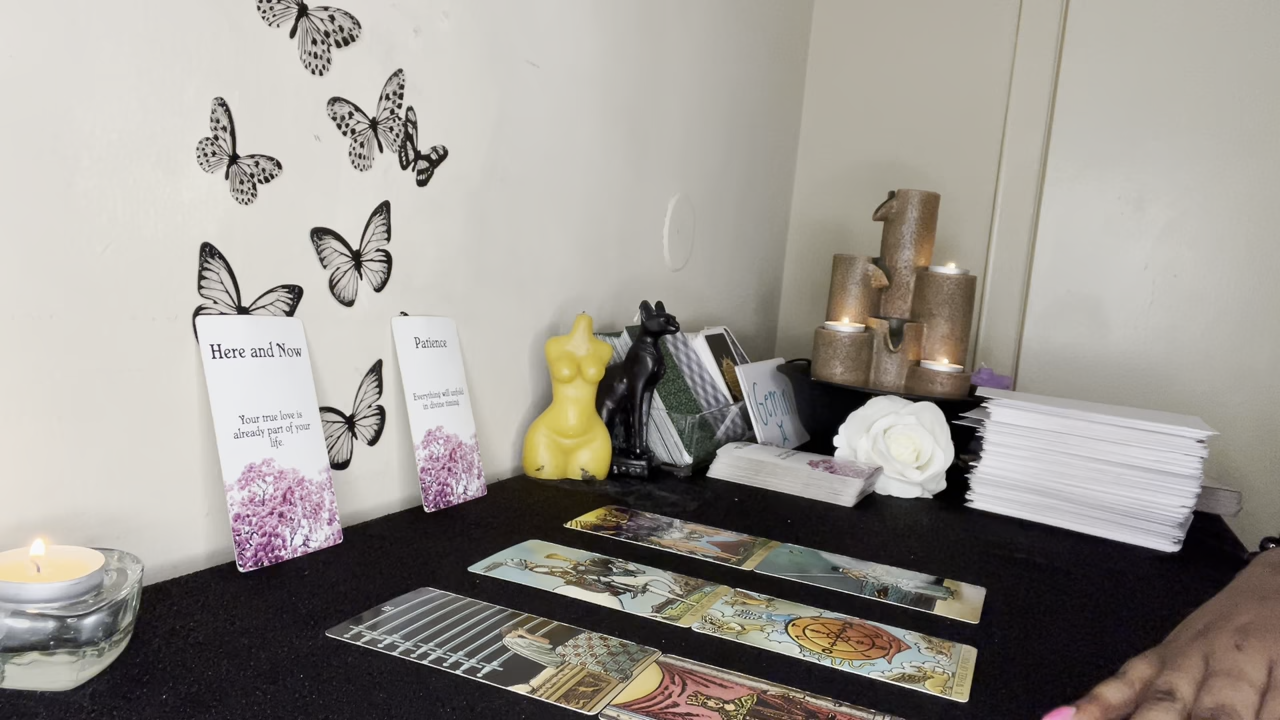 Here and Now
Your true love is
already part of your
life.
Patience
Everything will unfold
in divine timing.
Gemini
X